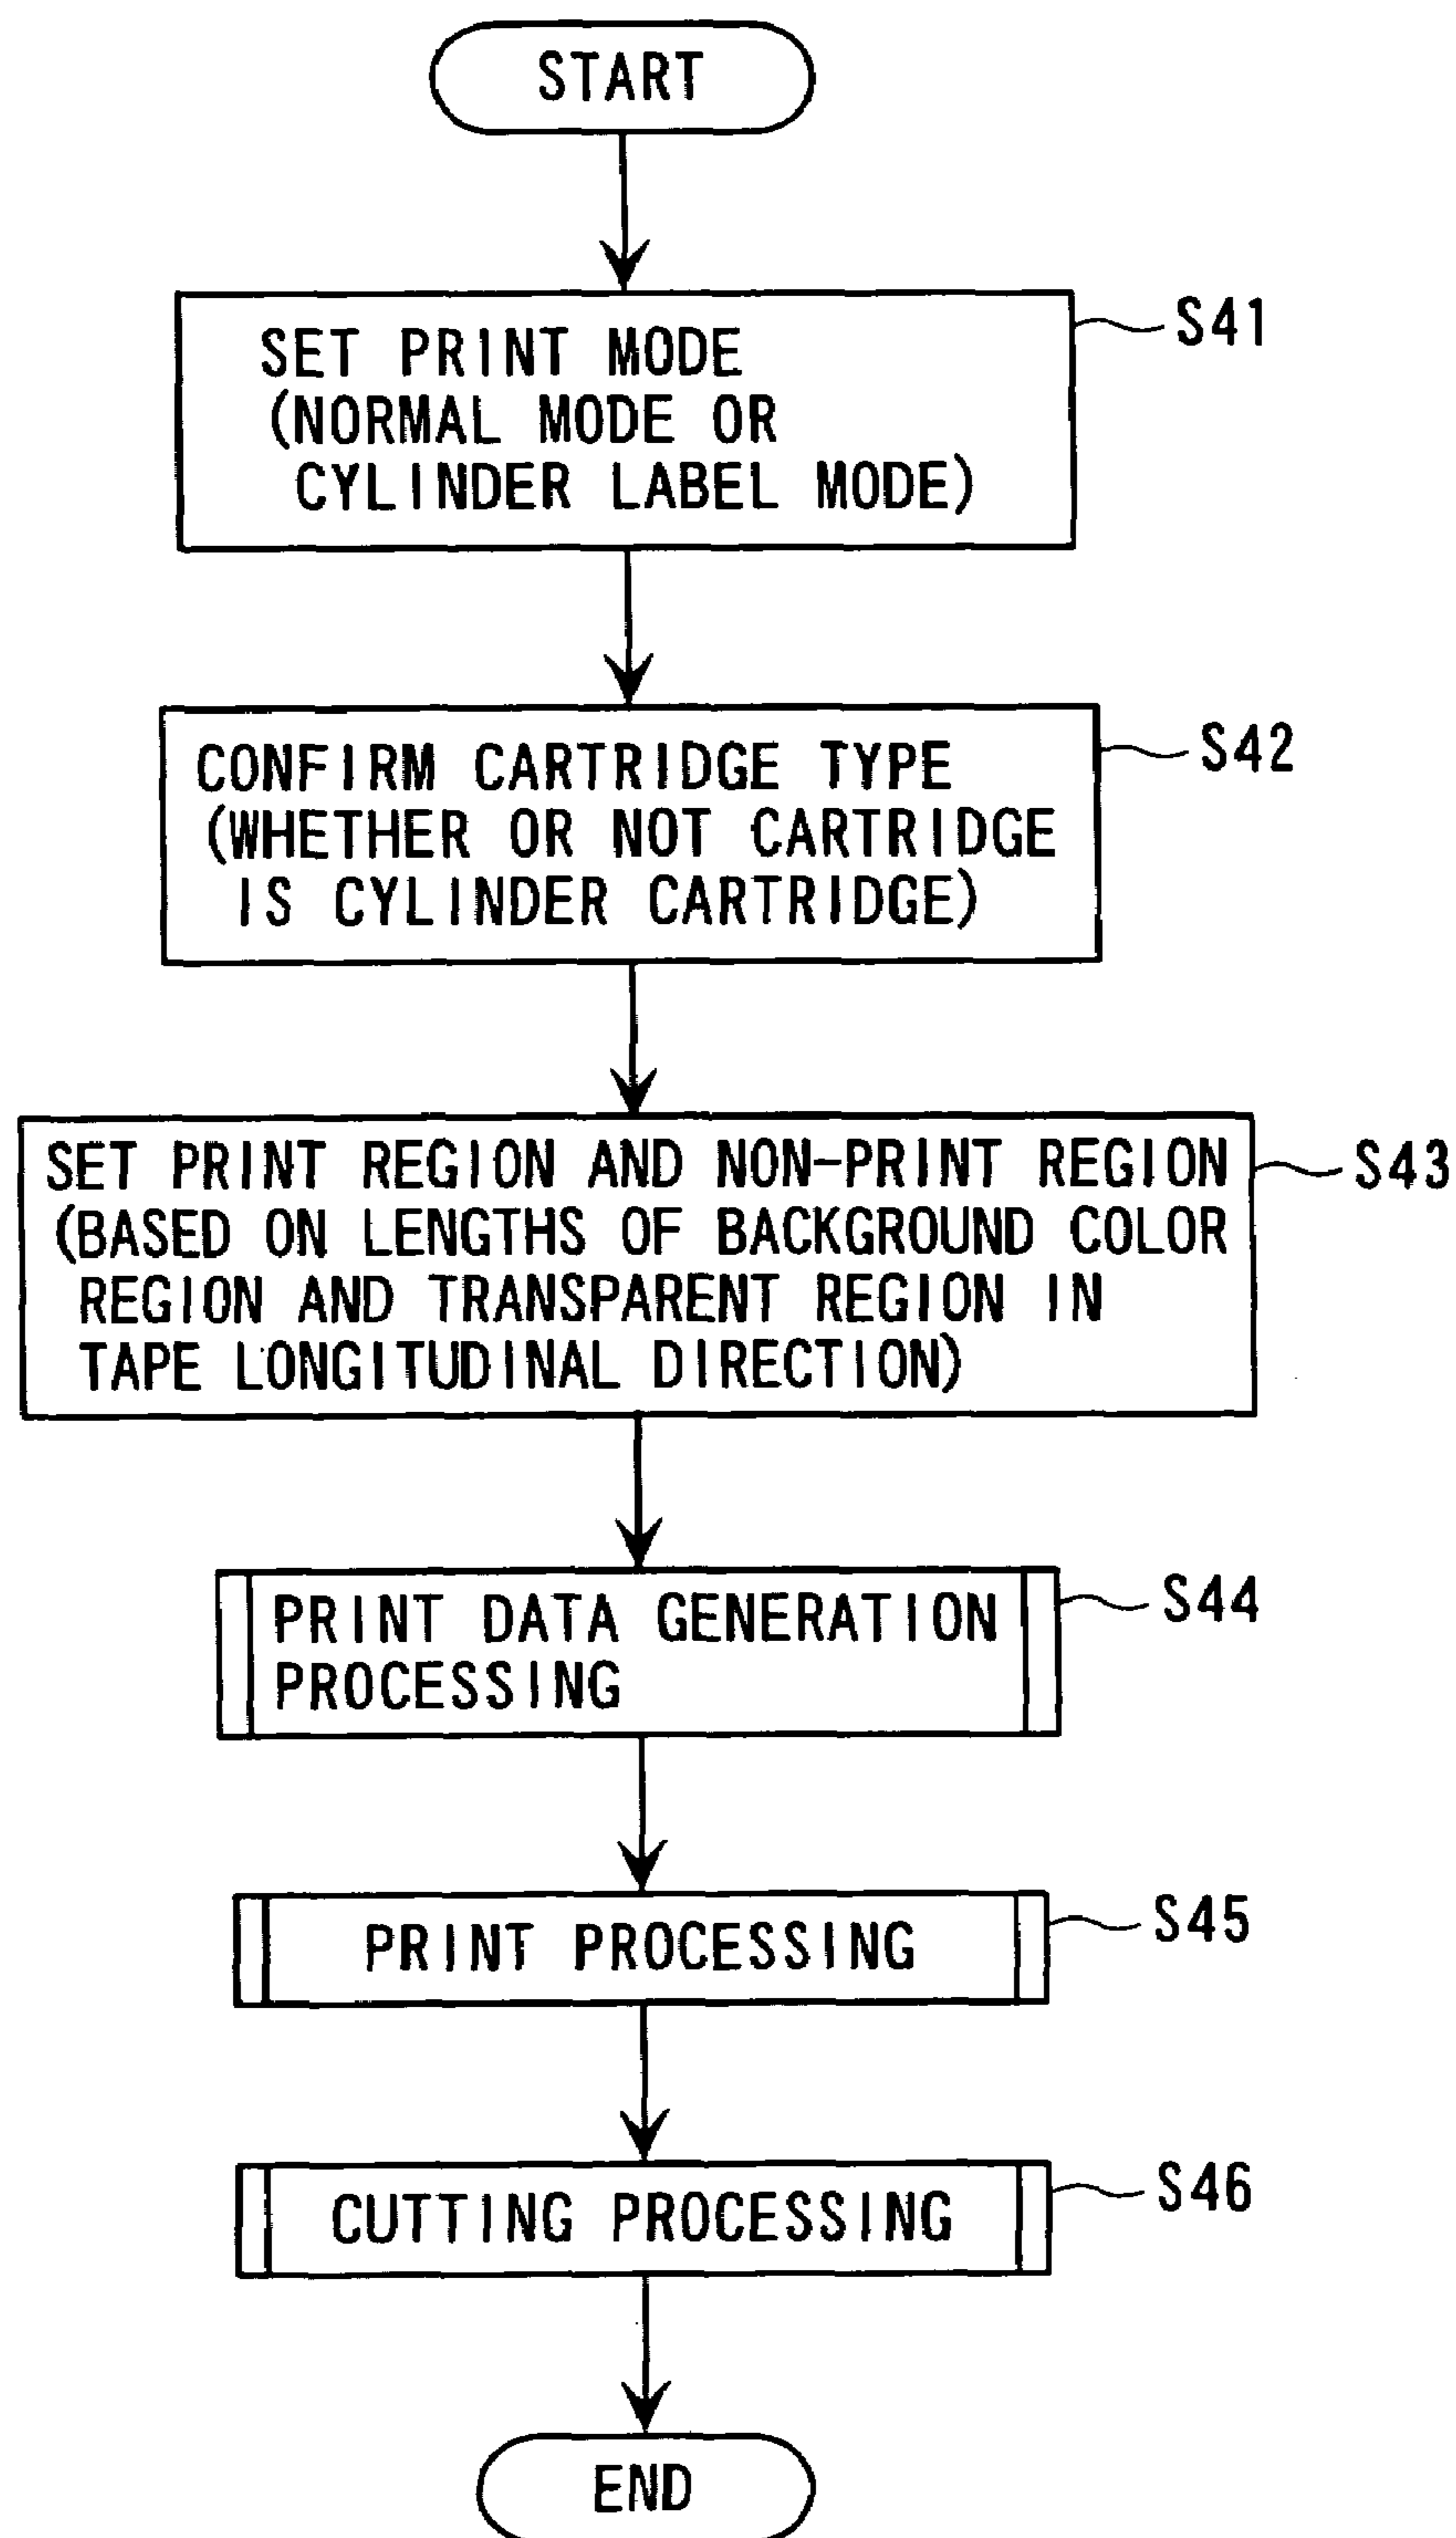 START
SET PRINT MODE
(NORMAL MODE OR
CYLINDER LABEL MODE)
S41
CONFIRM CARTRIDGE TYPE
(WHETHER OR NOT CARTRIDGE
IS CYLINDER CARTRIDGE)
S42
SET PRINT REGION AND NON-PRINT REGION
(BASED ON LENGTHS OF BACKGROUND COLOR
REGION AND TRANSPARENT REGION IN
TAPE LONGITUDINAL DIRECTION)
S43
PRINT DATA GENERATION
PROCESSING
S44
PRINT PROCESSING
S45
CUTTING PROCESSING
S46
END